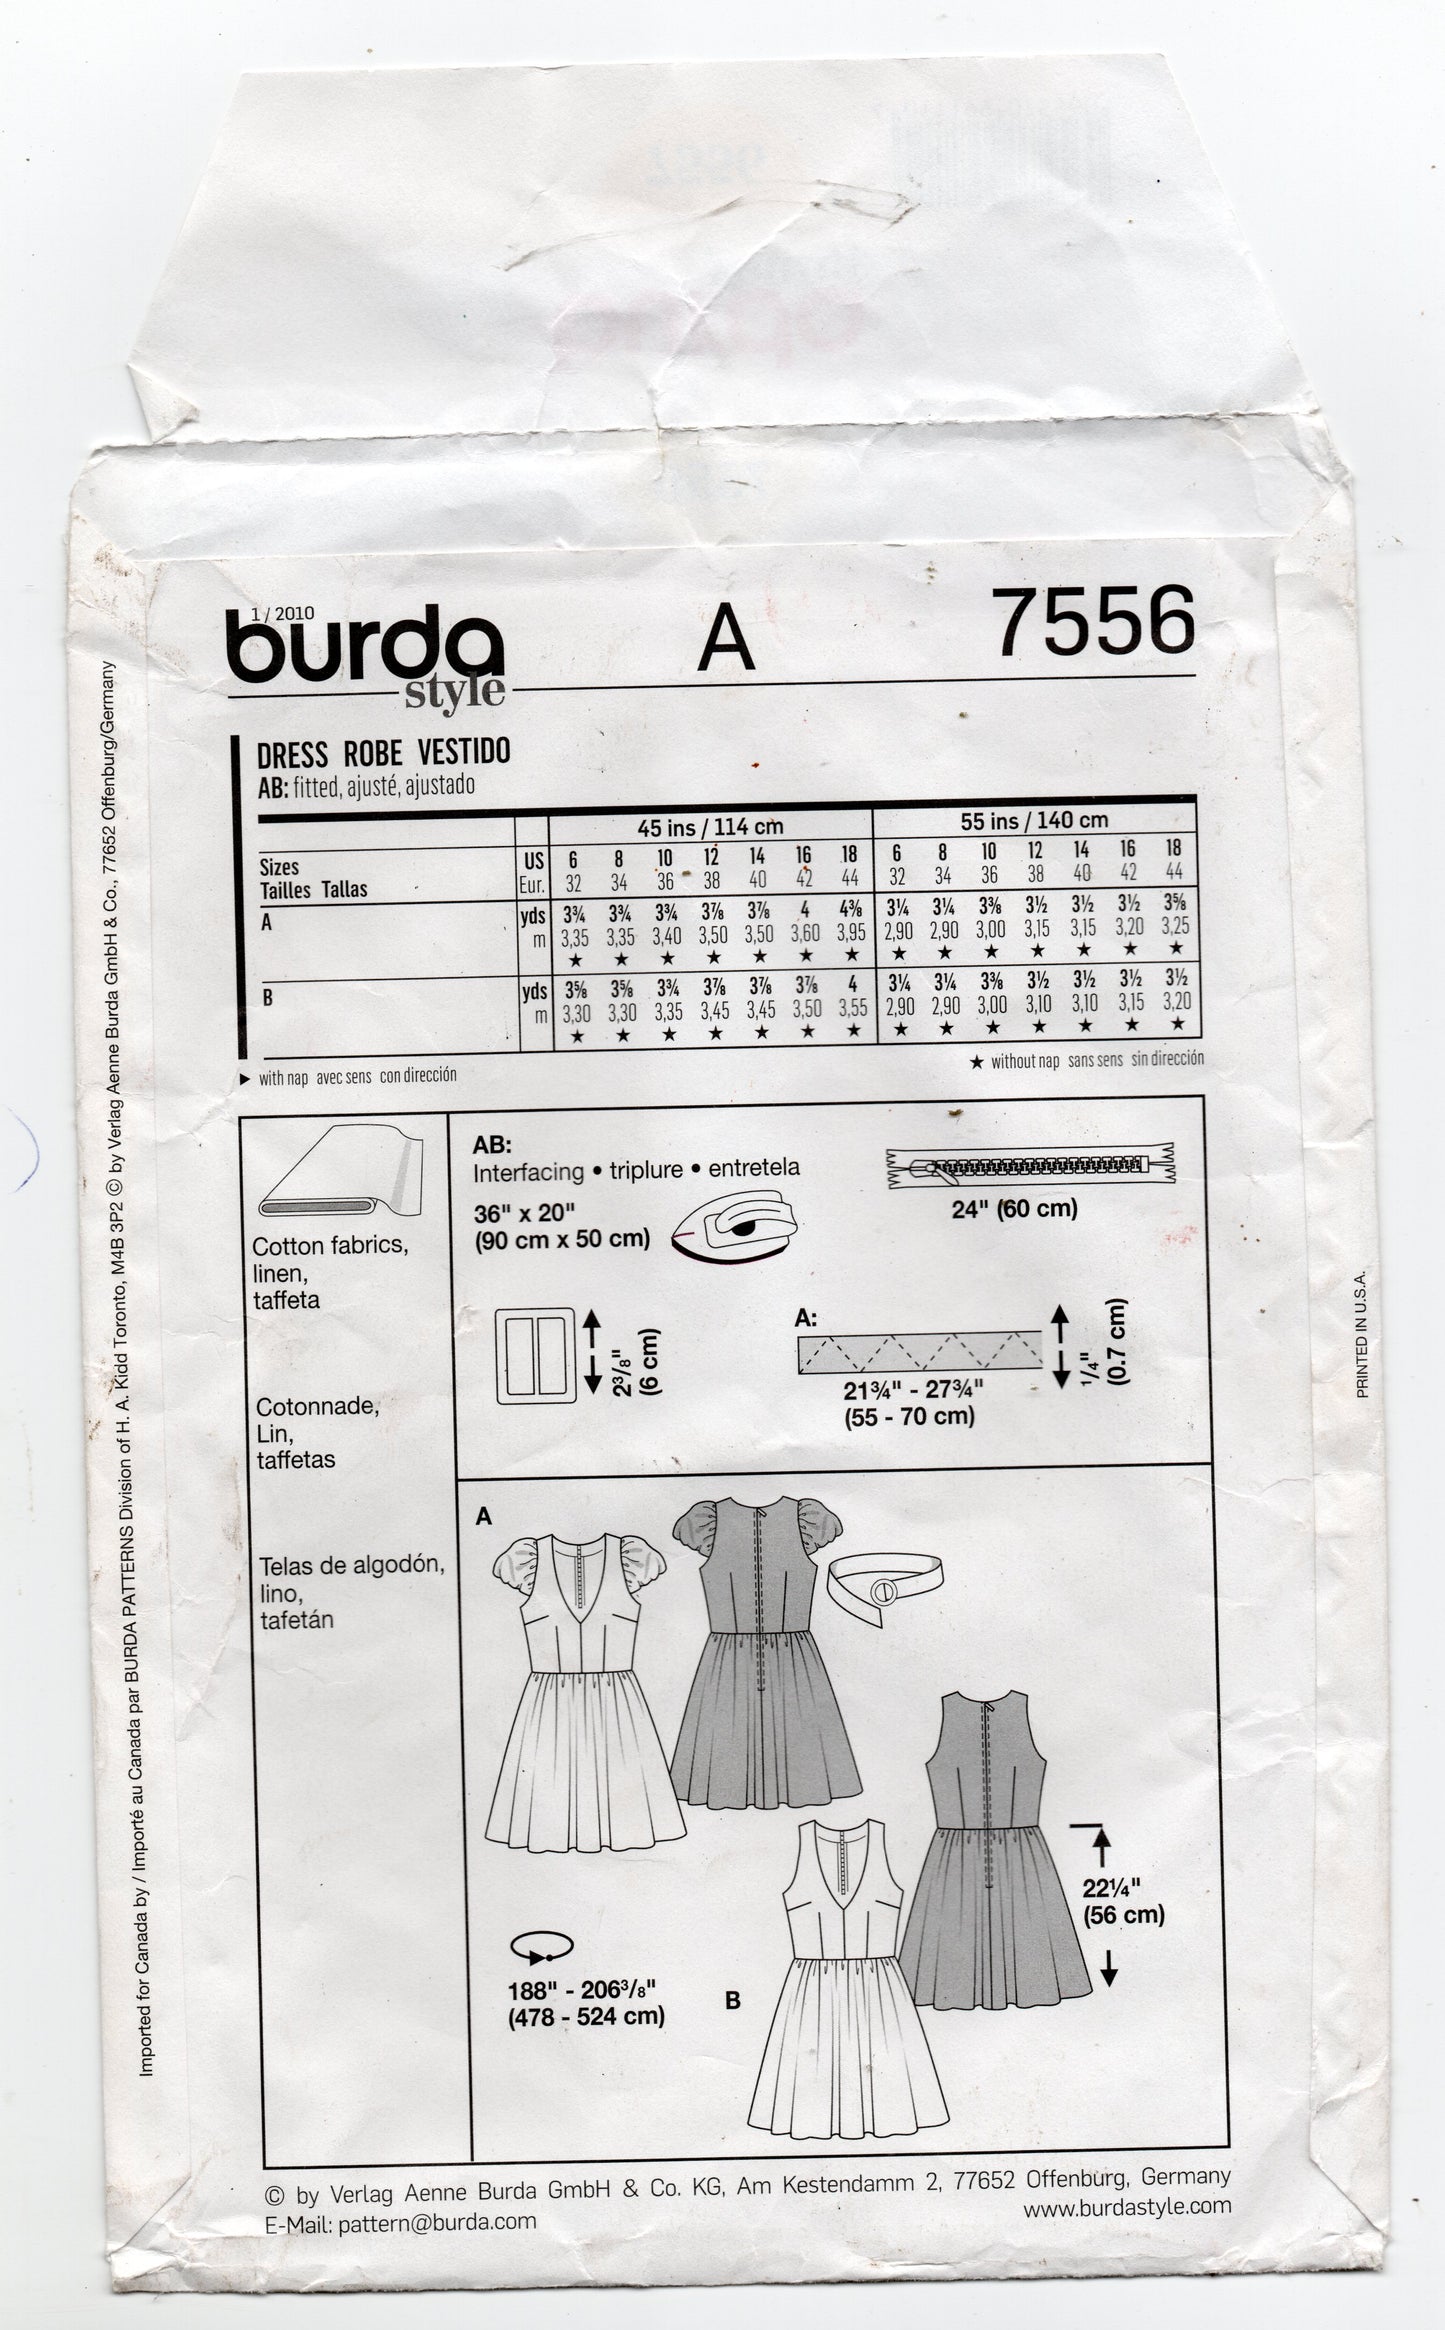 1 / 2010
burda
style
A
7556
DRESS ROBE VESTIDO
AB: fitted, ajusté, ajustado
45 ins / 114 cm 55 ins / 140 cm
Sizes US 6 8 10 12 14 16 18 6 8 10 12 14 16 18
Tailles Tallas Eur. 32 34 36 38 40 42 44 32 34 36 38 40 42 44
A yds 3¾ 3¾ 3¾ 3⅞ 3⅞ 4 4⅜ 3¼ 3¼ 3⅜ 3½ 3½ 3½ 3⅝
m 3,35 3,35 3,40 3,50 3,50 3,60 3,95 2,90 2,90 3,00 3,15 3,15 3,20 3,25
★ ★ ★ ★ ★ ★ ★ ★ ★ ★ ★ ★ ★ ★
B yds 3⅝ 3⅝ 3¾ 3⅞ 3⅞ 3⅞ 4 3¼ 3¼ 3⅜ 3½ 3½ 3½ 3½
m 3,30 3,30 3,35 3,45 3,45 3,50 3,55 2,90 2,90 3,00 3,10 3,10 3,15 3,20
★ ★ ★ ★ ★ ★ ★ ★ ★ ★ ★ ★ ★ ★
► with nap avec sens con dirección
★ without nap sans sens sin dirección
Cotton fabrics,
linen,
taffeta
Cotonnade,
Lin,
taffetas
Telas de algodón,
lino,
tafetán
AB:
Interfacing • triplure • entretela
36" x 20"
(90 cm x 50 cm)
24" (60 cm)
2³/₈"
(6 cm)
A:
21¾" - 27¾"
(55 - 70 cm)
¹/₄"
(0.7 cm)
A
188" - 206³/₈"
(478 - 524 cm)
B
22¼"
(56 cm)
© by Verlag Aenne Burda GmbH & Co. KG, Am Kestendamm 2, 77652 Offenburg, Germany
E-Mail: pattern@burda.com
www.burdastyle.com
Imported for Canada by / Importé au Canada par BURDA PATTERNS Division of H. A. Kidd Toronto, M4B 3P2 © by Verlag Aenne Burda GmbH & Co., 77652 Offenburg/Germany
PRINTED IN U.S.A.